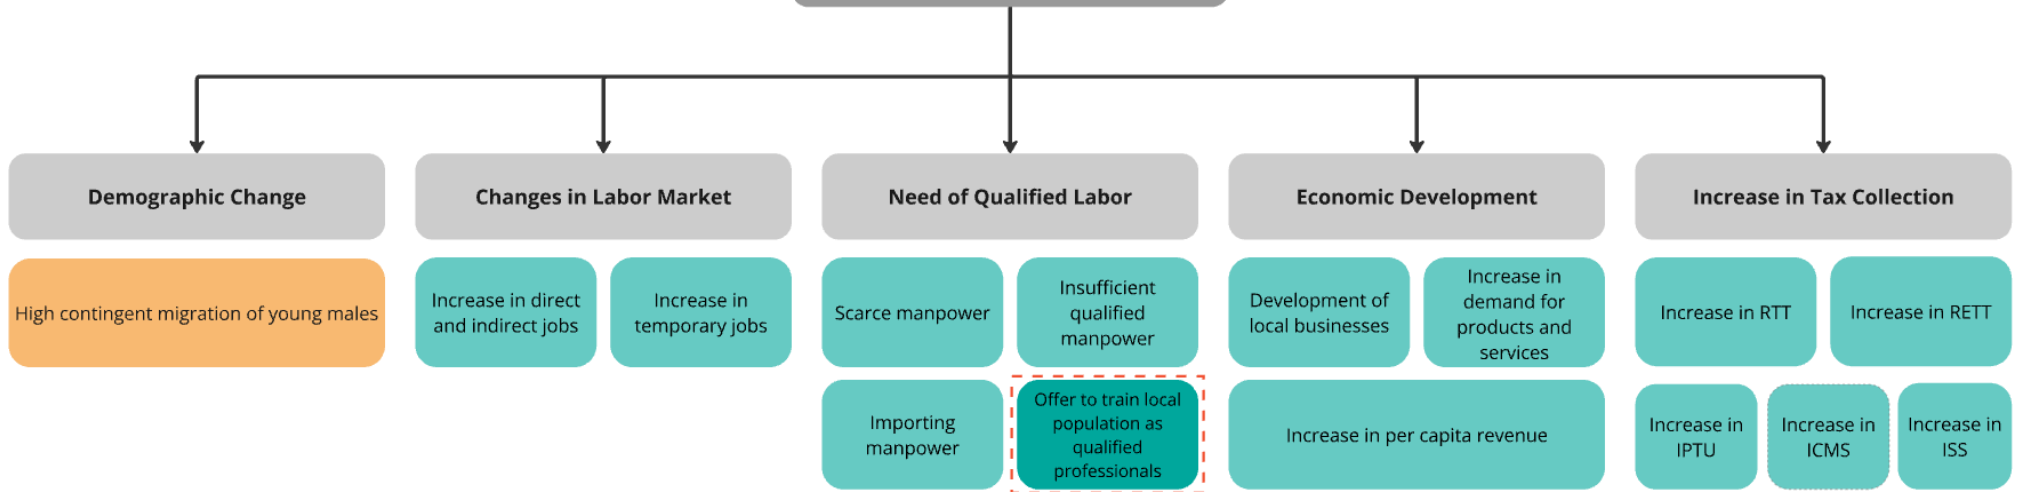 Demographic Change
Changes in Labor Market
Need of Qualified Labor
Economic Development
Increase in Tax Collection
High contingent migration of young males
Increase in direct
and indirect jobs
Increase in
temporary jobs
Scarce manpower
Insufficient
qualified
manpower
Importing
manpower
Offer to train local
population as
qualified
professionals
Development of
local businesses
Increase in
demand for
products and
services
Increase in per capita revenue
Increase in RTT
Increase in RETT
Increase in
IPTU
Increase in
ICMS
Increase in
ISS